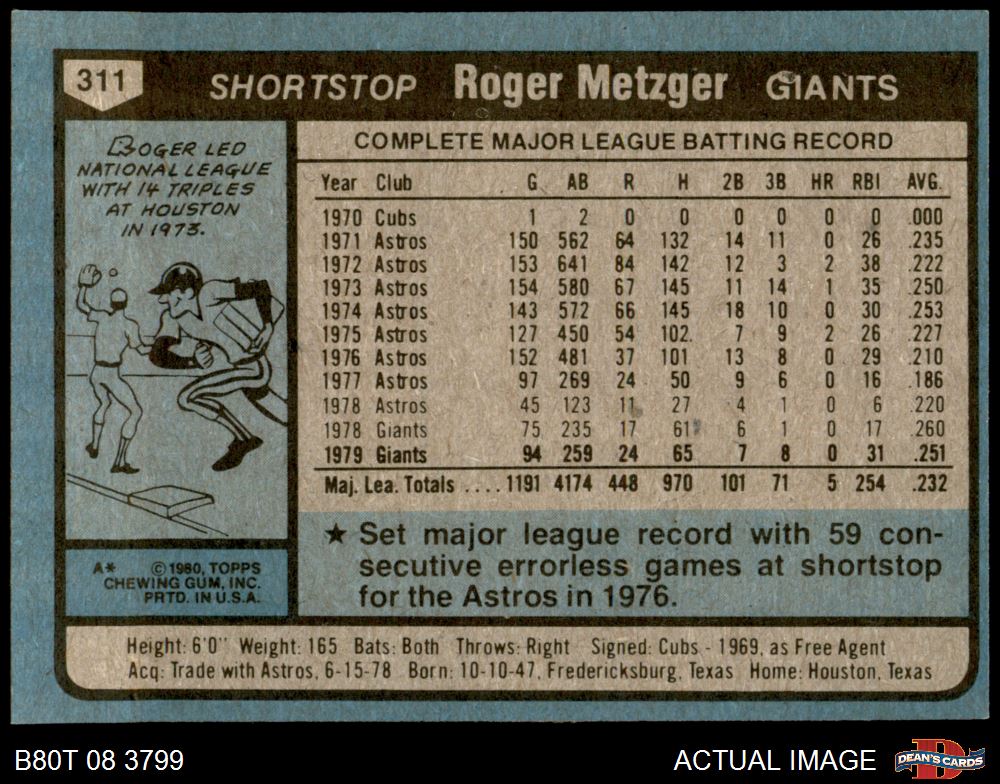 311
SHORTSTOP Roger Metzger GIANTS
ROGER LED
NATIONAL LEAGUE
WITH 14 TRIPLES
AT HOUSTON
IN 1973.
COMPLETE MAJOR LEAGUE BATTING RECORD
Year Club G AB R H 2B 3B HR RBI AVG.
1970 Cubs 1 2 0 0 0 0 0 0 .000
1971 Astros 150 562 64 132 14 11 0 26 .235
1972 Astros 153 641 84 142 12 3 2 38 .222
1973 Astros 154 580 67 145 11 14 1 35 .250
1974 Astros 143 572 66 145 18 10 0 30 .253
1975 Astros 127 450 54 102. 7 9 2 26 .227
1976 Astros 152 481 37 101 13 8 0 29 .210
1977 Astros 97 269 24 50 9 6 0 16 .186
1978 Astros 45 123 11 27 4 1 0 6 .220
1978 Giants 75 235 17 61 6 1 0 17 .260
1979 Giants 94 259 24 65 7 8 0 31 .251
Maj. Lea. Totals .... 1191 4174 448 970 101 71 5 254 .232
★ Set major league record with 59 con-
secutive errorless games at shortstop
for the Astros in 1976.
A* © 1980, TOPPS
CHEWING GUM, INC.
PRTD. IN U.S.A.
Height: 6'0" Weight: 165 Bats: Both Throws: Right Signed: Cubs - 1969, as Free Agent
Acq: Trade with Astros, 6-15-78 Born: 10-10-47, Fredericksburg, Texas Home: Houston, Texas
B80T 08 3799 ACTUAL IMAGE
D
DEAN'S CARDS